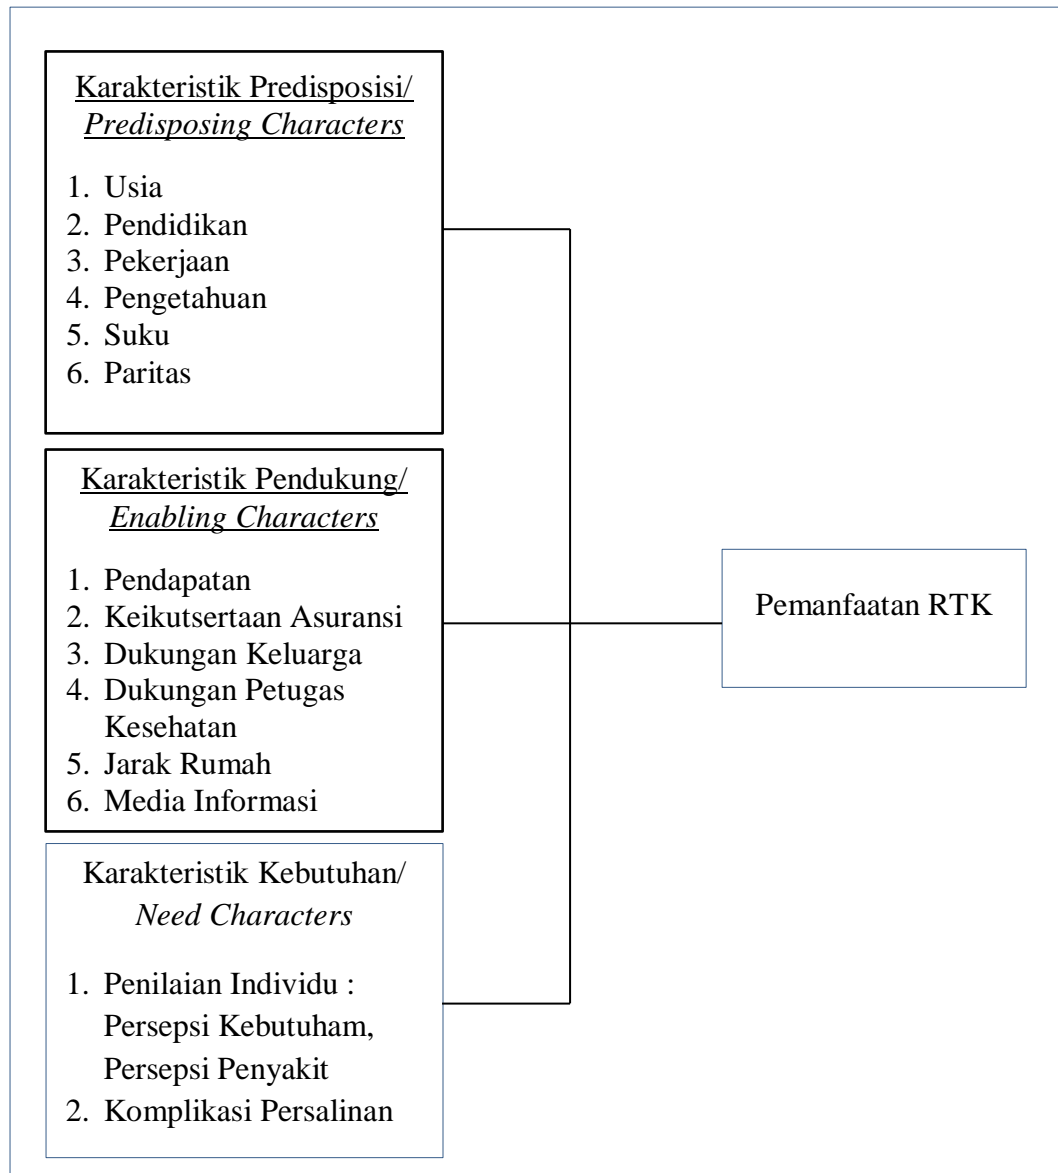 Karakteristik Predisposisi/
Predisposing Characters
1. Usia
2. Pendidikan
3. Pekerjaan
4. Pengetahuan
5. Suku
6. Paritas
Karakteristik Pendukung/
Enabling Characters
1. Pendapatan
2. Keikutsertaan Asuransi
3. Dukungan Keluarga
4. Dukungan Petugas
Kesehatan
5. Jarak Rumah
6. Media Informasi
Pemanfaatan RTK
Karakteristik Kebutuhan/
Need Characters
1. Penilaian Individu :
Persepsi Kebutuham,
Persepsi Penyakit
2. Komplikasi Persalinan